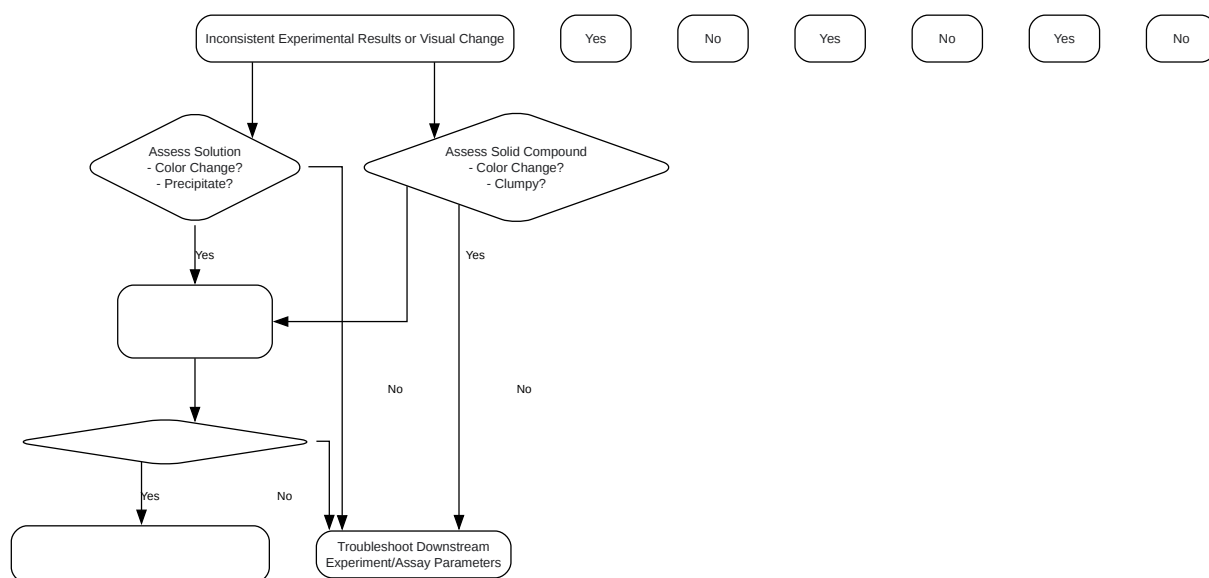 Inconsistent Experimental Results or Visual Change
Yes
No
Yes
No
Yes
No
Assess Solution
- Color Change?
- Precipitate?
Assess Solid Compound
- Color Change?
- Clumpy?
Yes
Yes
No
No
Yes
No
Troubleshoot Downstream
Experiment/Assay Parameters